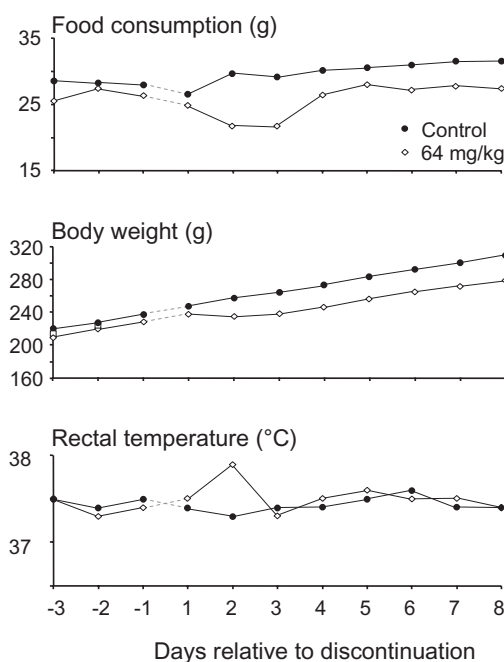 Food consumption (g)
35
25
15
Control
64 mg/kg
Body weight (g)
320
280
240
200
160
Rectal temperature (°C)
38
37
-3 -2 -1 1 2 3 4 5 6 7 8
Days relative to discontinuation